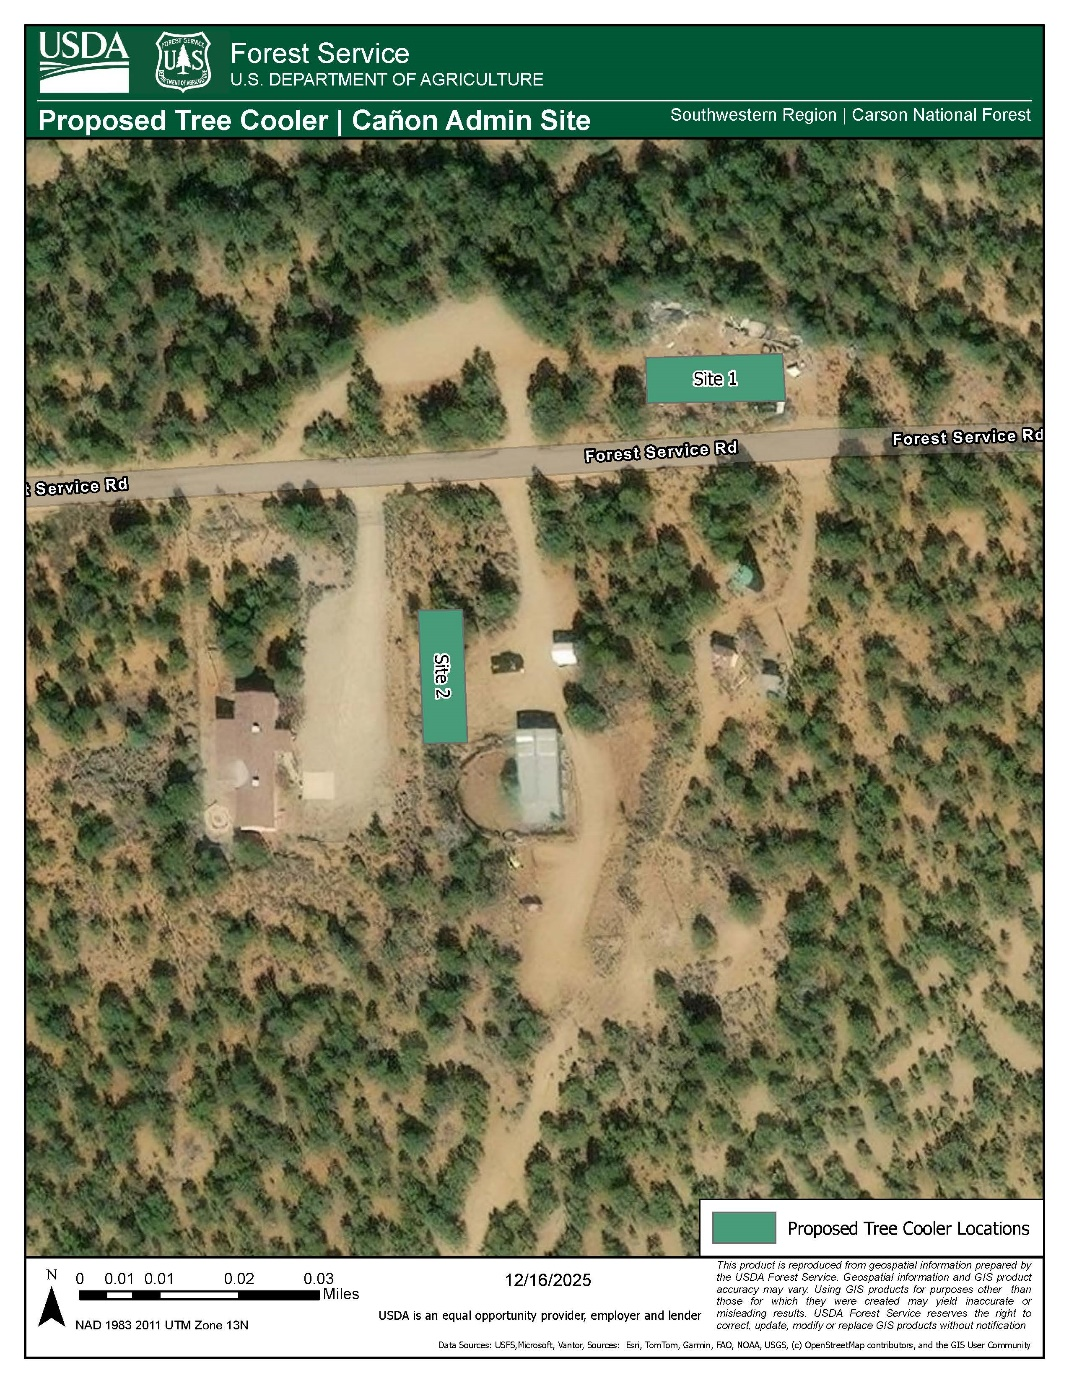 USDA
FOREST SERVICE
U S
DEPARTMENT OF AGRICULTURE
Forest Service
U.S. DEPARTMENT OF AGRICULTURE
Proposed Tree Cooler | Cañon Admin Site
Southwestern Region | Carson National Forest
Site 1
Forest Service Rd
Forest Service Rd
t Service Rd
Site 2
Proposed Tree Cooler Locations
N
0 0.01 0.01 0.02 0.03
Miles
NAD 1983 2011 UTM Zone 13N
12/16/2025
USDA is an equal opportunity provider, employer and lender
This product is reproduced from geospatial information prepared by
the USDA Forest Service. Geospatial information and GIS product
accuracy may vary. Using GIS products for purposes other than
those for which they were created may yield inaccurate or
misleading results. USDA Forest Service reserves the right to
correct, update, modify or replace GIS products without notification
Data Sources: USFS,Microsoft, Vantor, Sources: Esri, TomTom, Garmin, FAO, NOAA, USGS, (c) OpenStreetMap contributors, and the GIS User Community